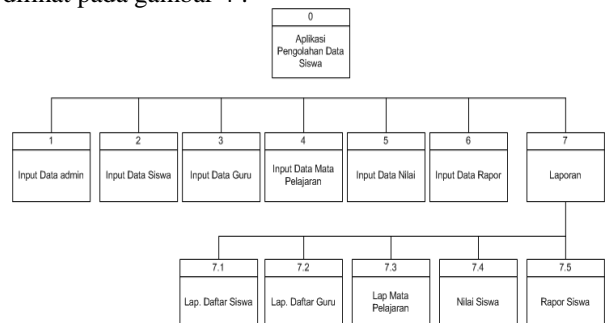 dilihat pada gambar 4 :
0
Aplikasi
Pengolahan Data
Siswa
1
Input Data admin
2
Input Data Siswa
3
Input Data Guru
4
Input Data Mata
Pelajaran
5
Input Data Nilai
6
Input Data Rapor
7
Laporan
7.1
Lap. Daftar Siswa
7.2
Lap. Daftar Guru
7.3
Lap Mata
Pelajaran
7.4
Nilai Siswa
7.5
Rapor Siswa